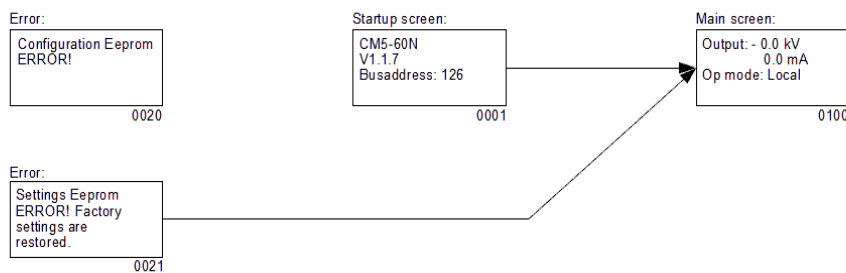 Error:
Configuration Eeprom
ERROR!
0020
Startup screen:
CM5-60N
V1.1.7
Busaddress: 126
0001
Main screen:
Output: - 0.0 kV
0.0 mA
Op mode: Local
0100
Error:
Settings Eeprom
ERROR! Factory
settings are
restored.
0021